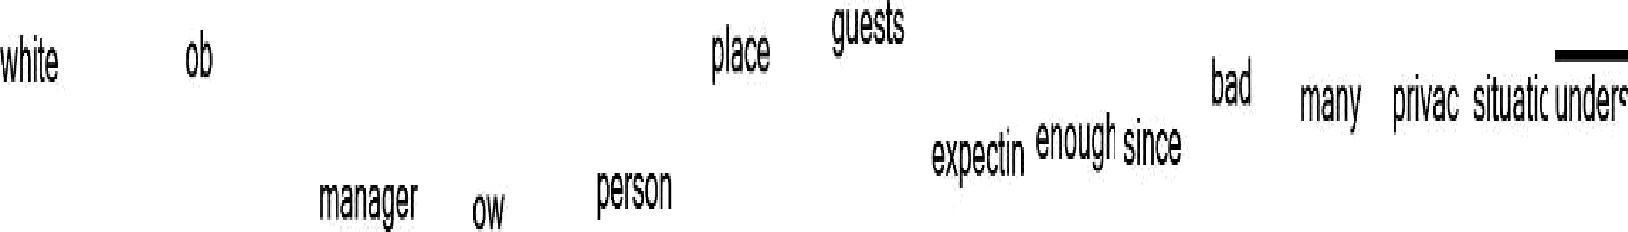 white ob manager ow person place guests expectin enough since bad many privac situatic unders